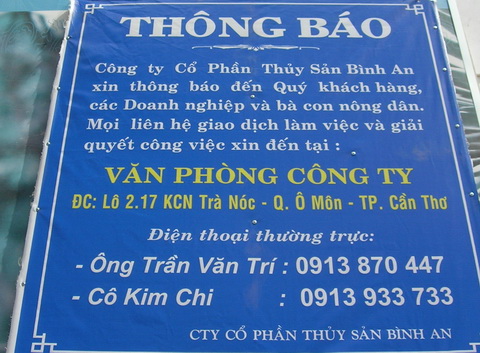 THÔNG BÁO
Công ty Cổ Phần Thủy Sản Bình An
xin thông báo đến Quý khách hàng,
các Doanh nghiệp và bà con nông dân.
Mọi liên hệ giao dịch làm việc và giải
quyết công việc xin đến tại :
VĂN PHÒNG CÔNG TY
ĐC: Lô 2.17 KCN Trà Nóc - Q. Ô Môn - TP. Cần Thơ
Điện thoại thường trực:
- Ông Trần Văn Trí : 0913 870 447
- Cô Kim Chi : 0913 933 733
CTY CỔ PHẦN THỦY SẢN BÌNH AN